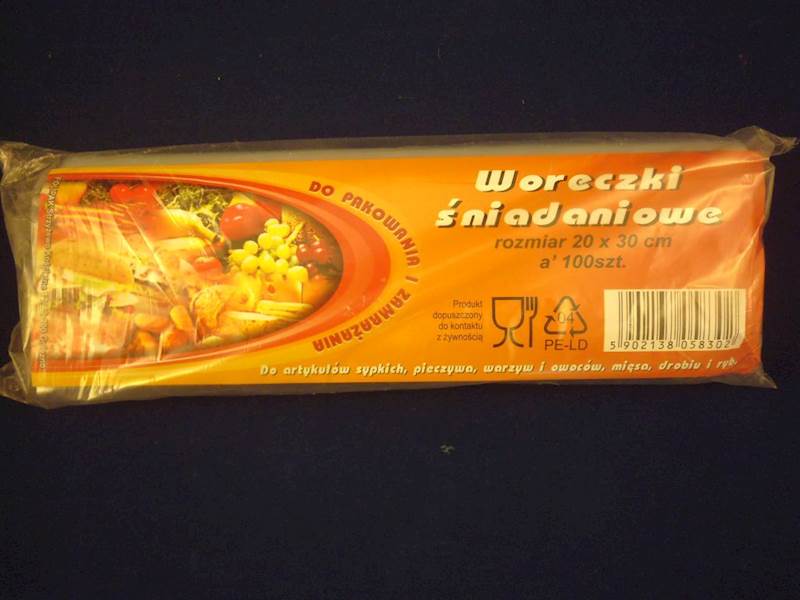 Woreczki
śniadaniowe
rozmiar 20 x 30 cm
a' 100szt.
DO PAKOWANIA I ZAMRAŻANIA
Produkt
dopuszczony
do kontaktu
z żywnością
04
PE-LD
5 902138 058302
Do artykułów sypkich, pieczywa, warzyw i owoców, mięsa, drobiu i ryb.